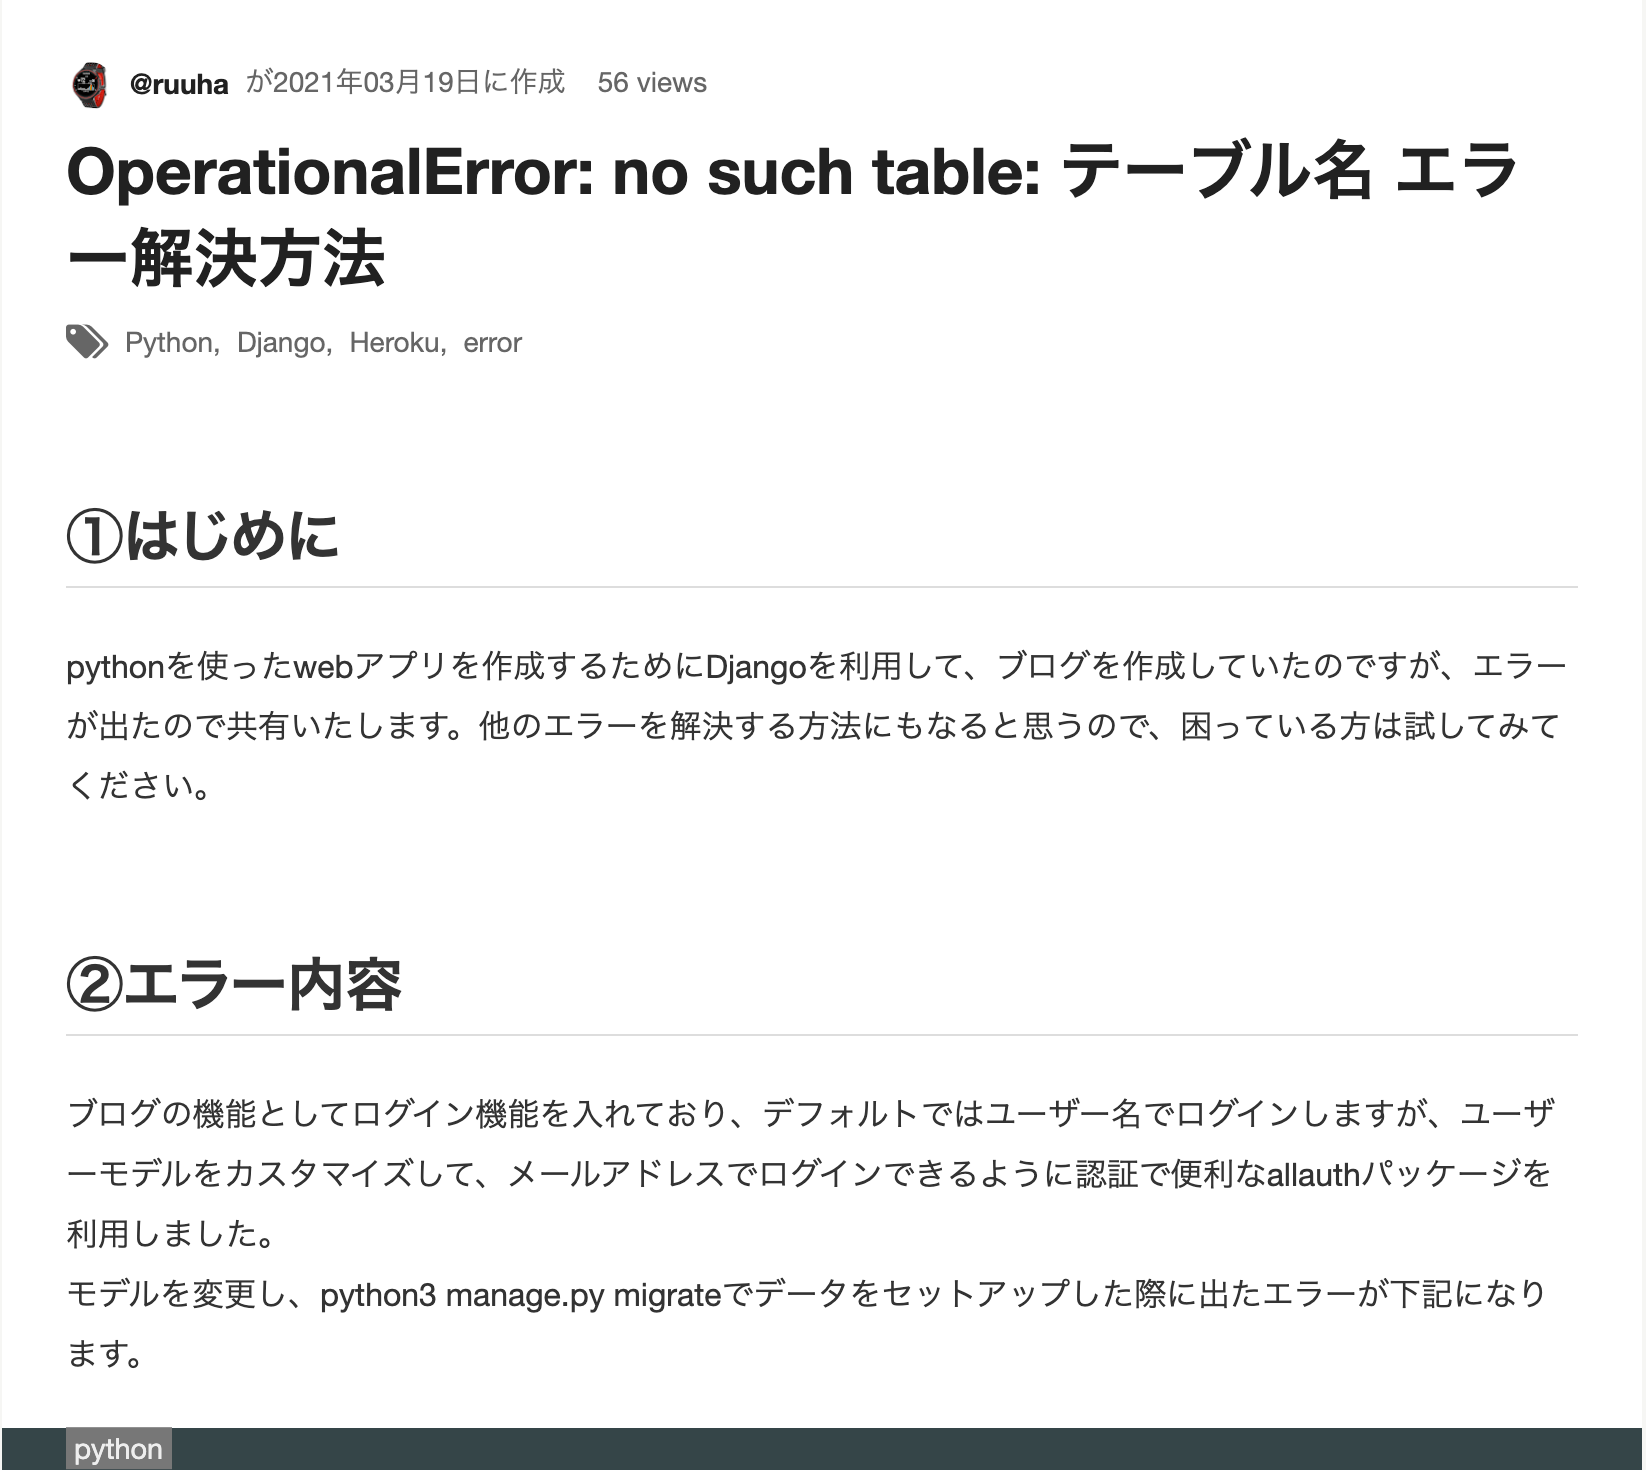 @ruuha が2021年03月19日に作成 56 views
OperationalError: no such table: テーブル名 エラ
ー解決方法
Python, Django, Heroku, error
①はじめに
pythonを使ったwebアプリを作成するためにDjangoを利用して、ブログを作成していたのですが、エラー
が出たので共有いたします。他のエラーを解決する方法にもなると思うので、困っている方は試してみて
ください。
②エラー内容
ブログの機能としてログイン機能を入れており、デフォルトではユーザー名でログインしますが、ユーザ
ーモデルをカスタマイズして、メールアドレスでログインできるように認証で便利なallauthパッケージを
利用しました。
モデルを変更し、python3 manage.py migrateでデータをセットアップした際に出たエラーが下記になり
ます。
python